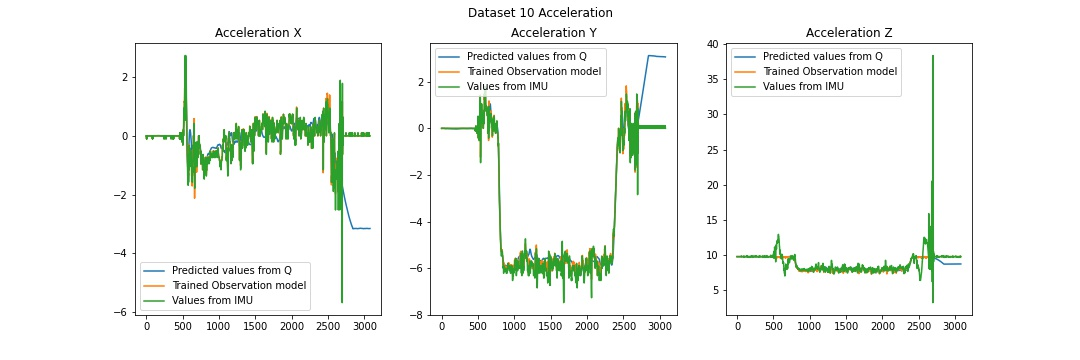 Dataset 10 Acceleration
Acceleration X
2
0
−2
−4
−6
0 500 1000 1500 2000 2500 3000
Predicted values from Q
Trained Observation model
Values from IMU
Acceleration Y
2
0
−2
−4
−6
−8
0 500 1000 1500 2000 2500 3000
Predicted values from Q
Trained Observation model
Values from IMU
Acceleration Z
40
35
30
25
20
15
10
5
0 500 1000 1500 2000 2500 3000
Predicted values from Q
Trained Observation model
Values from IMU